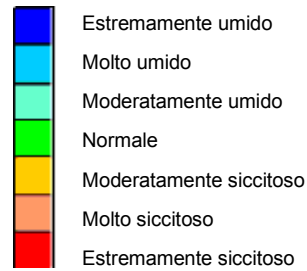 Estremamente umido
Molto umido
Moderatamente umido
Normale
Moderatamente siccitoso
Molto siccitoso
Estremamente siccitoso